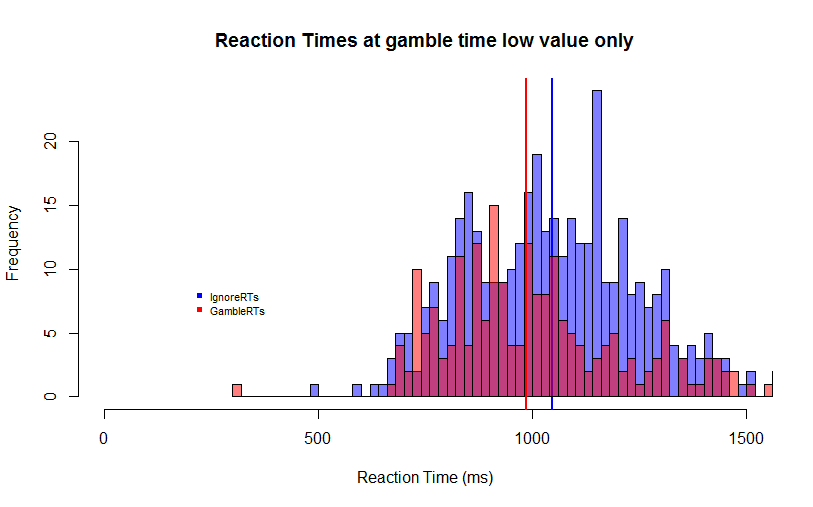 Reaction Times at gamble time low value only
Frequency
20
15
10
5
0
IgnoreRTs
GambleRTs
0 500 1000 1500
Reaction Time (ms)